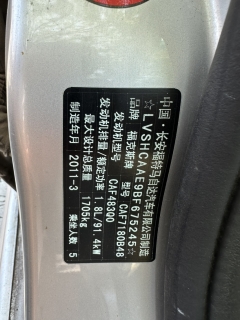 中国·长安福特马自达汽车有限公司制造
☆LVSHCAAE9BF675245☆
品牌 福克斯牌 型号 CAF7180B48
发动机型号 CAF483Q0
发动机排量/额定功率 1.8L/91.4kW
最大设计总质量 1705kg
制造年月 2011-3 乘坐人数 5